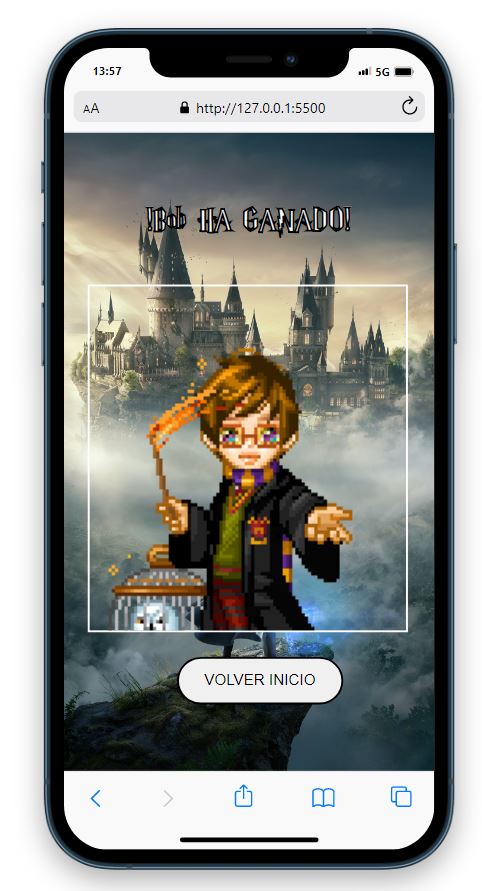 13:57
5G
AA
http://127.0.0.1:5500
!Bob HA GANADO!
VOLVER INICIO